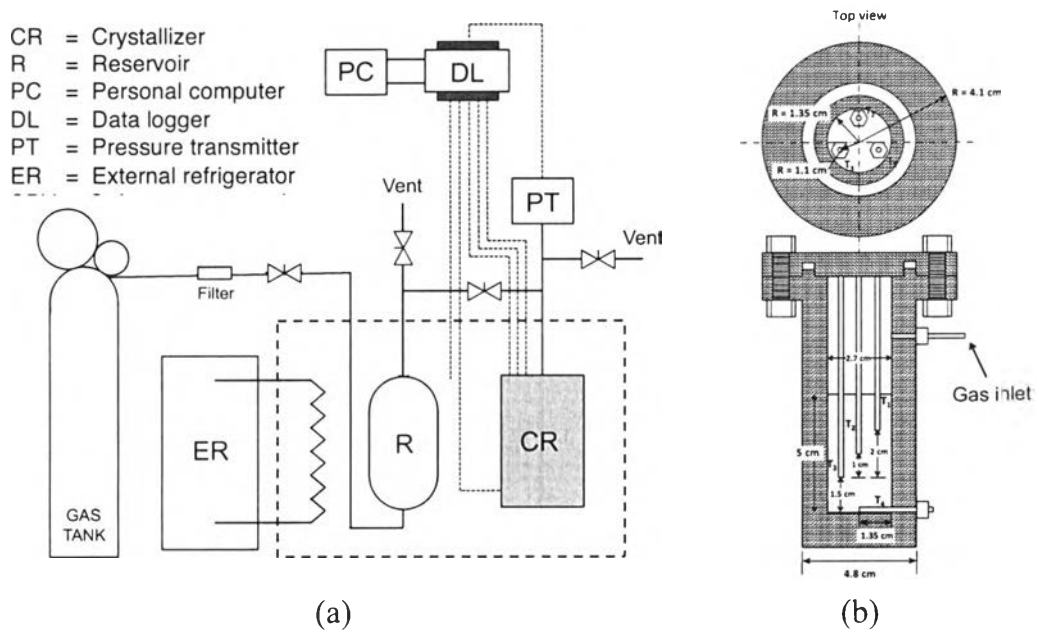 CR = Crystallizer
R = Reservoir
PC = Personal computer
DL = Data logger
PT = Pressure transmitter
ER = External refrigerator
PC
DL
PT
Vent
Vent
Filter
GAS
TANK
ER
R
CR
(a)
Top view
R = 4.1 cm
R = 1.35 cm
R = 1.1 cm
T₁
2.7 cm
Gas inlet
T₁
T₂
T₃
5 cm
1 cm
2 cm
1.5 cm
T₄
1.35 cm
4.8 cm
(b)